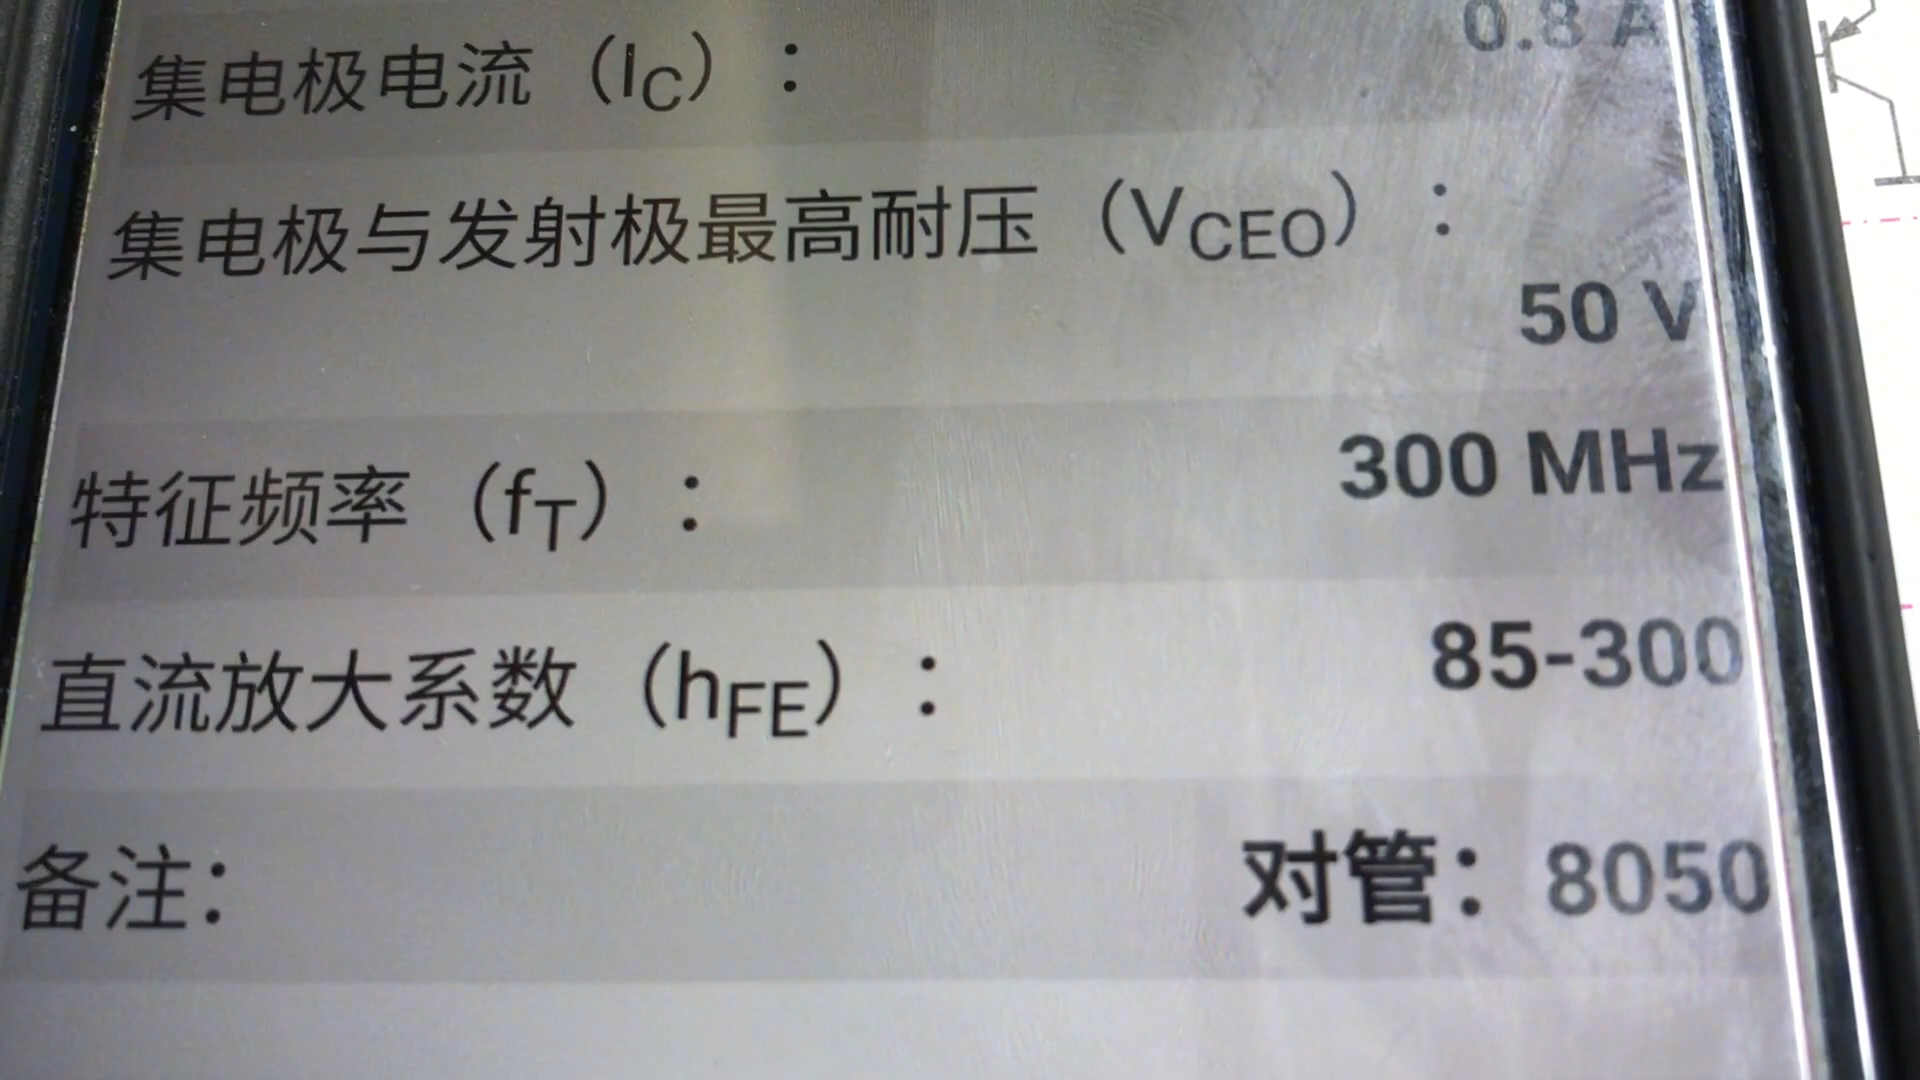 集电极电流（IC）： 0.8 A
集电极与发射极最高耐压（VCEO）：
50 V
特征频率（fT）： 300 MHz
直流放大系数（hFE）： 85-300
备注： 对管：8050